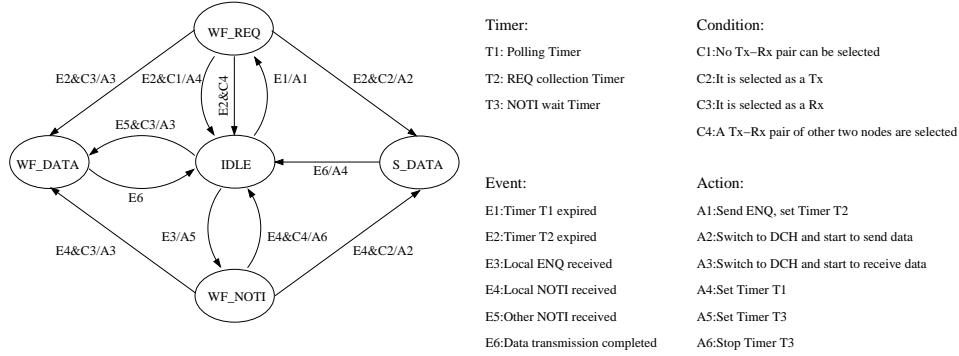 WF_REQ
E2&C3/A3
E2&C1/A4
E2&C4
E1/A1
E2&C2/A2
E5&C3/A3
WF_DATA
IDLE
S_DATA
E6/A4
E6
E3/A5
E4&C4/A6
E4&C3/A3
E4&C2/A2
WF_NOTI
Timer:
T1: Polling Timer
T2: REQ collection Timer
T3: NOTI wait Timer
Condition:
C1:No Tx−Rx pair can be selected
C2:It is selected as a Tx
C3:It is selected as a Rx
C4:A Tx−Rx pair of other two nodes are selected
Event:
E1:Timer T1 expired
E2:Timer T2 expired
E3:Local ENQ received
E4:Local NOTI received
E5:Other NOTI received
E6:Data transmission completed
Action:
A1:Send ENQ, set Timer T2
A2:Switch to DCH and start to send data
A3:Switch to DCH and start to receive data
A4:Set Timer T1
A5:Set Timer T3
A6:Stop Timer T3